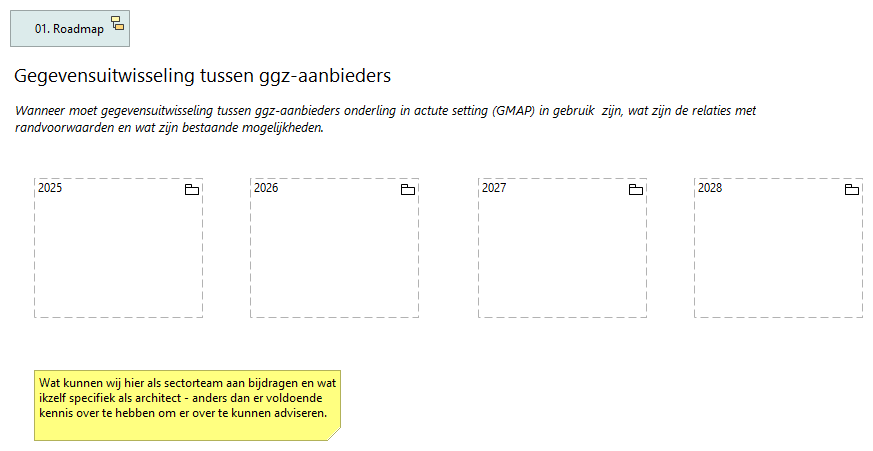 01. Roadmap
Gegevensuitwisseling tussen ggz-aanbieders
Wanneer moet gegevensuitwisseling tussen ggz-aanbieders onderling in actute setting (GMAP) in gebruik zijn, wat zijn de relaties met
randvoorwaarden en wat zijn bestaande mogelijkheden.
2025
2026
2027
2028
Wat kunnen wij hier als sectorteam aan bijdragen en wat
ikzelf specifiek als architect - anders dan er voldoende
kennis over te hebben om er over te kunnen adviseren.